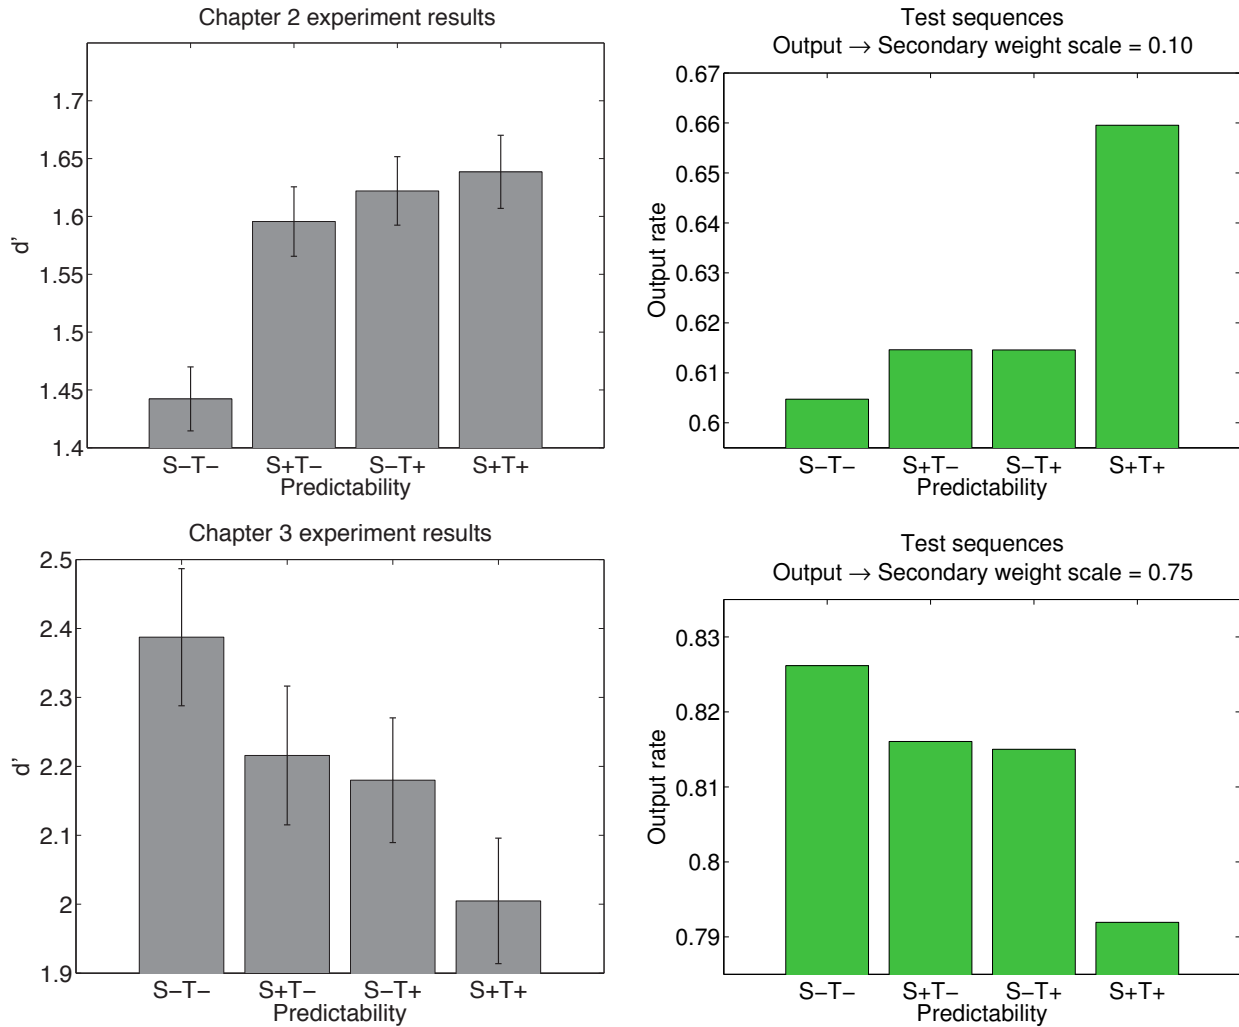 Chapter 2 experiment results
d'
1.7
1.65
1.6
1.55
1.5
1.45
1.4
S−T− S+T− S−T+ S+T+
Predictability
Test sequences
Output → Secondary weight scale = 0.10
Output rate
0.67
0.66
0.65
0.64
0.63
0.62
0.61
0.6
S−T− S+T− S−T+ S+T+
Predictability
Chapter 3 experiment results
d'
2.5
2.4
2.3
2.2
2.1
2
1.9
S−T− S+T− S−T+ S+T+
Predictability
Test sequences
Output → Secondary weight scale = 0.75
Output rate
0.83
0.82
0.81
0.8
0.79
S−T− S+T− S−T+ S+T+
Predictability